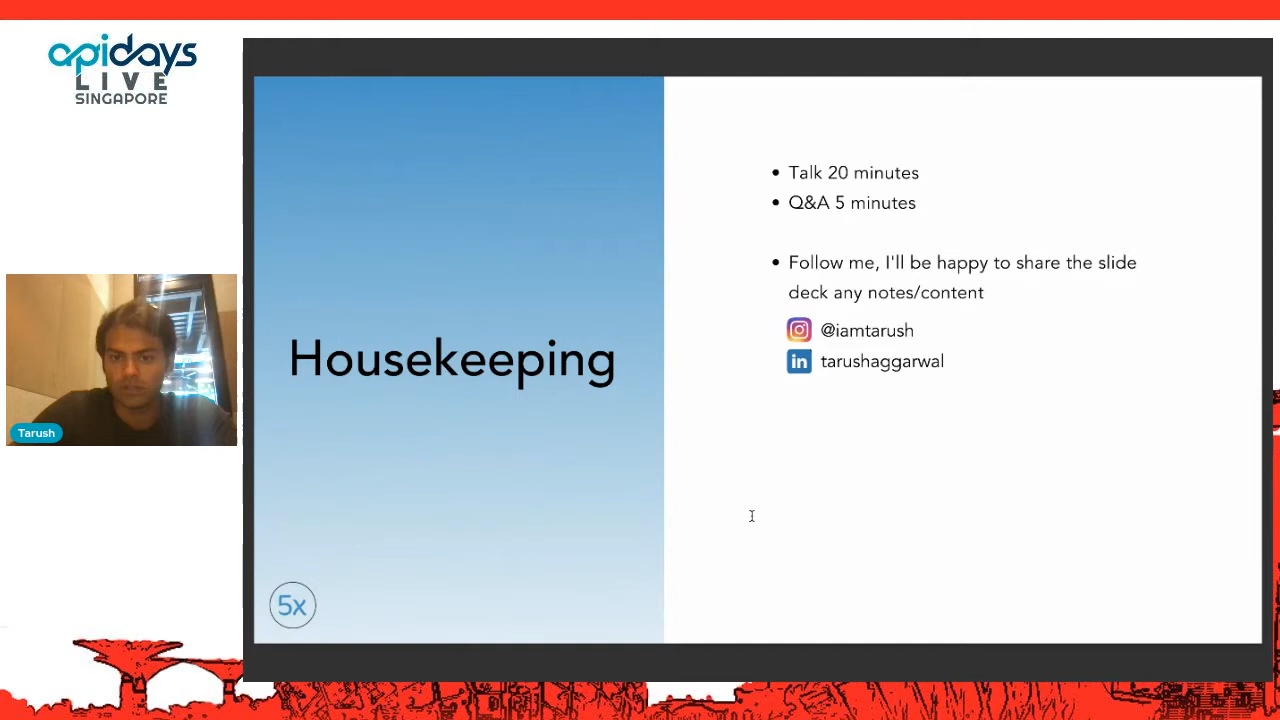 apidays
LIVE
SINGAPORE
Talk 20 minutes
Q&A 5 minutes
Follow me, I'll be happy to share the slide
deck any notes/content
@iamtarush
in tarushaggarwal
Housekeeping
Tarush
5x